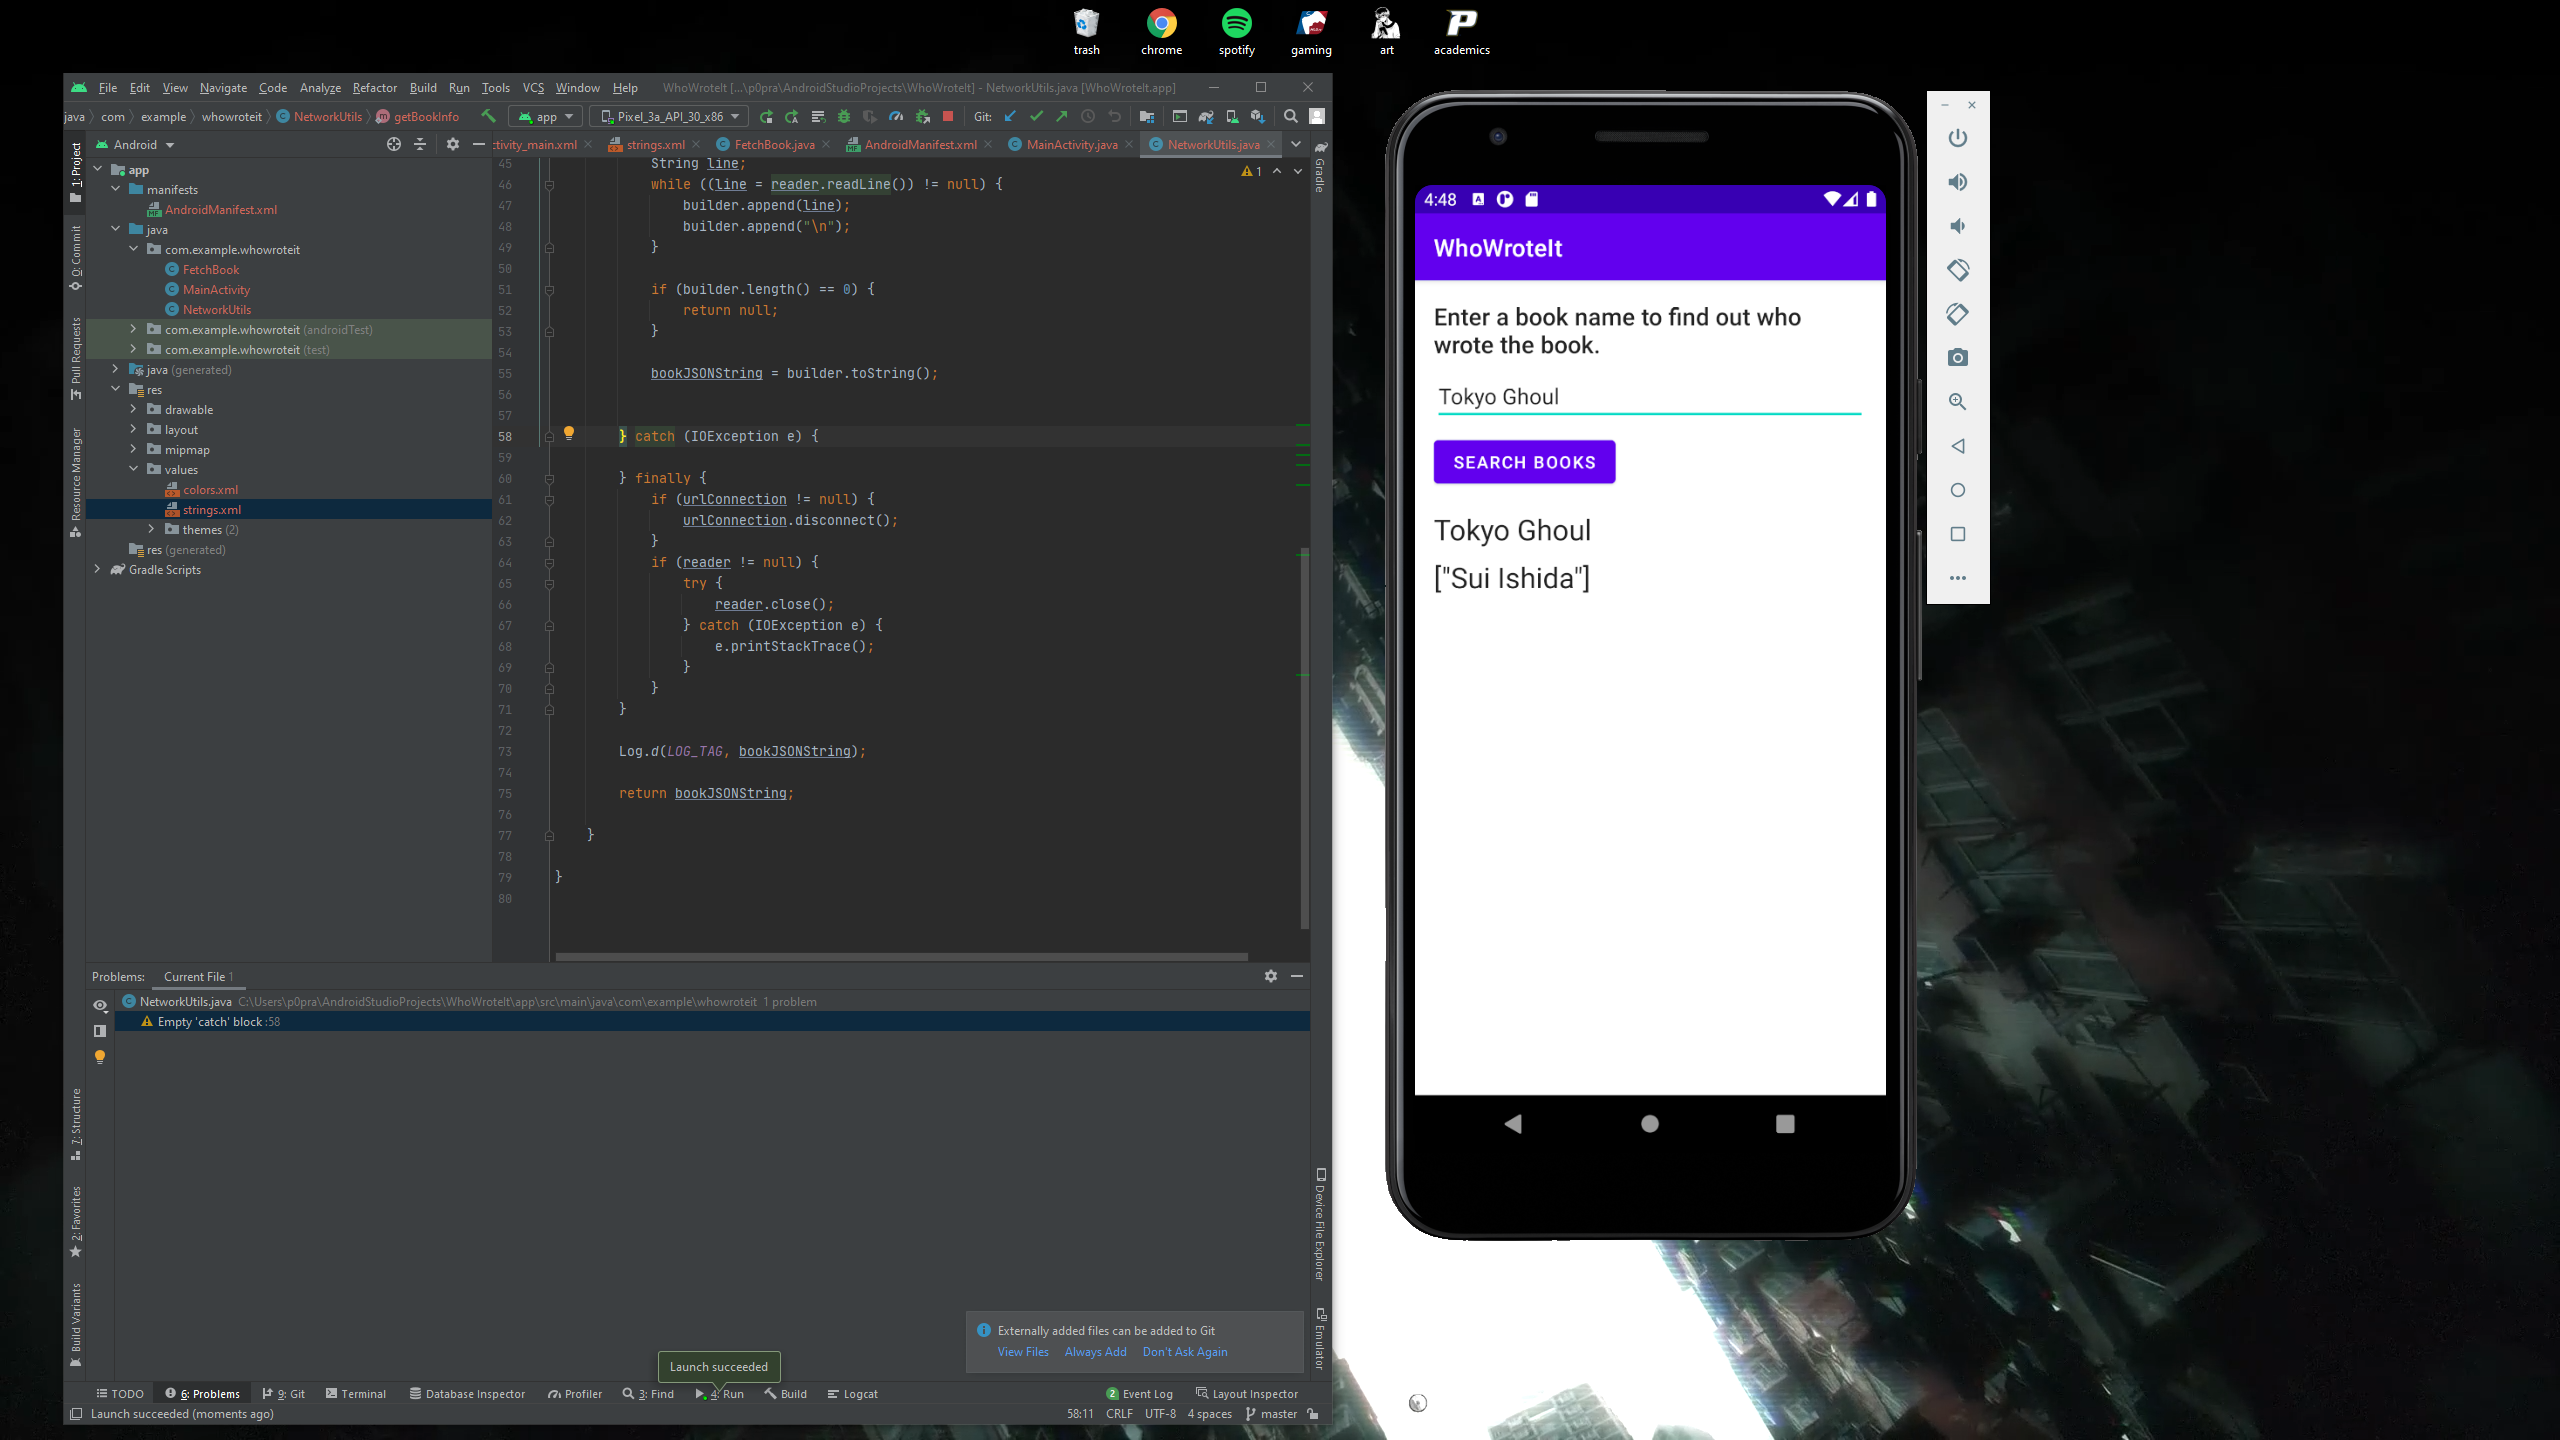 trash
chrome
spotify
gaming
art
academics
File Edit View Navigate Code Analyze Refactor Build Run Tools VCS Window Help WhoWroteIt [...\p0pra\AndroidStudioProjects\WhoWroteIt] - NetworkUtils.java [WhoWroteIt.app]
java com example whowroteit NetworkUtils getBookInfo app Pixel_3a_API_30_x86 Git:
Android
ctivity_main.xml strings.xml FetchBook.java AndroidManifest.xml MainActivity.java NetworkUtils.java
1: Project
0: Commit
Pull Requests
Resource Manager
7: Structure
2: Favorites
Build Variants
app
manifests
AndroidManifest.xml
java
com.example.whowroteit
FetchBook
MainActivity
NetworkUtils
com.example.whowroteit (androidTest)
com.example.whowroteit (test)
java (generated)
res
drawable
layout
mipmap
values
colors.xml
strings.xml
themes (2)
res (generated)
Gradle Scripts
1
45 String line;
46 while ((line = reader.readLine()) != null) {
47 builder.append(line);
48 builder.append("\n");
49 }
50
51 if (builder.length() == 0) {
52 return null;
53 }
54
55 bookJSONString = builder.toString();
56
57
58 } catch (IOException e) {
59
60 } finally {
61 if (urlConnection != null) {
62 urlConnection.disconnect();
63 }
64 if (reader != null) {
65 try {
66 reader.close();
67 } catch (IOException e) {
68 e.printStackTrace();
69 }
70 }
71 }
72
73 Log.d(LOG_TAG, bookJSONString);
74
75 return bookJSONString;
76
77 }
78
79 }
80
Gradle
Device File Explorer
Emulator
Problems: Current File 1
NetworkUtils.java C:\Users\p0pra\AndroidStudioProjects\WhoWroteIt\app\src\main\java\com\example\whowroteit 1 problem
Empty 'catch' block :58
Externally added files can be added to Git
View Files Always Add Don't Ask Again
Launch succeeded
TODO 6: Problems 9: Git Terminal Database Inspector Profiler 3: Find 4: Run Build Logcat 2 Event Log Layout Inspector
Launch succeeded (moments ago) 58:11 CRLF UTF-8 4 spaces master
4:48
WhoWroteIt
Enter a book name to find out who
wrote the book.
Tokyo Ghoul
SEARCH BOOKS
Tokyo Ghoul
["Sui Ishida"]